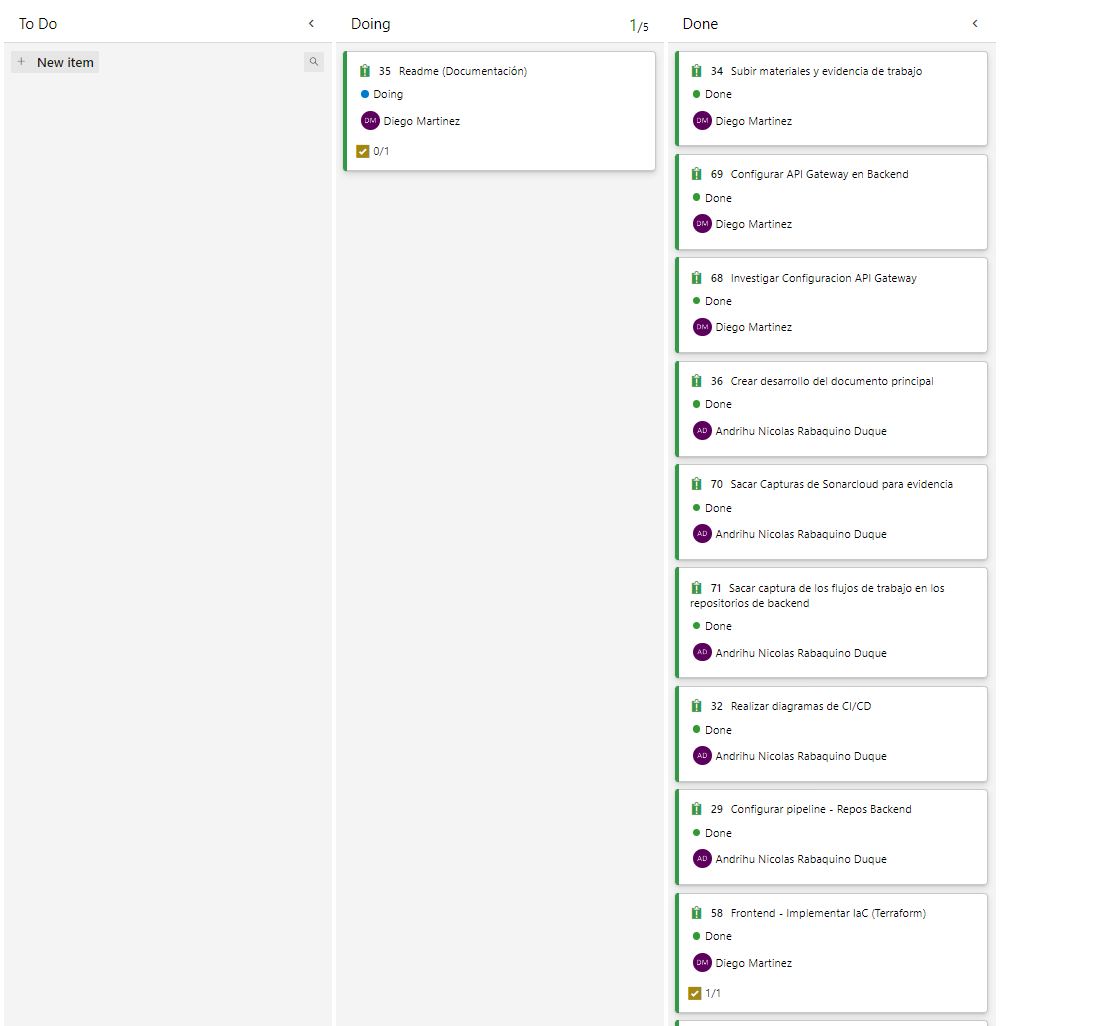 To Do
New item
Doing
1/5
35 Readme (Documentación)
Doing
DM Diego Martinez
0/1
Done
34 Subir materiales y evidencia de trabajo
Done
DM Diego Martinez
69 Configurar API Gateway en Backend
Done
DM Diego Martinez
68 Investigar Configuracion API Gateway
Done
DM Diego Martinez
36 Crear desarrollo del documento principal
Done
AD Andrihu Nicolas Rabaquino Duque
70 Sacar Capturas de Sonarcloud para evidencia
Done
AD Andrihu Nicolas Rabaquino Duque
71 Sacar captura de los flujos de trabajo en los
repositorios de backend
Done
AD Andrihu Nicolas Rabaquino Duque
32 Realizar diagramas de CI/CD
Done
AD Andrihu Nicolas Rabaquino Duque
29 Configurar pipeline - Repos Backend
Done
AD Andrihu Nicolas Rabaquino Duque
58 Frontend - Implementar IaC (Terraform)
Done
DM Diego Martinez
1/1